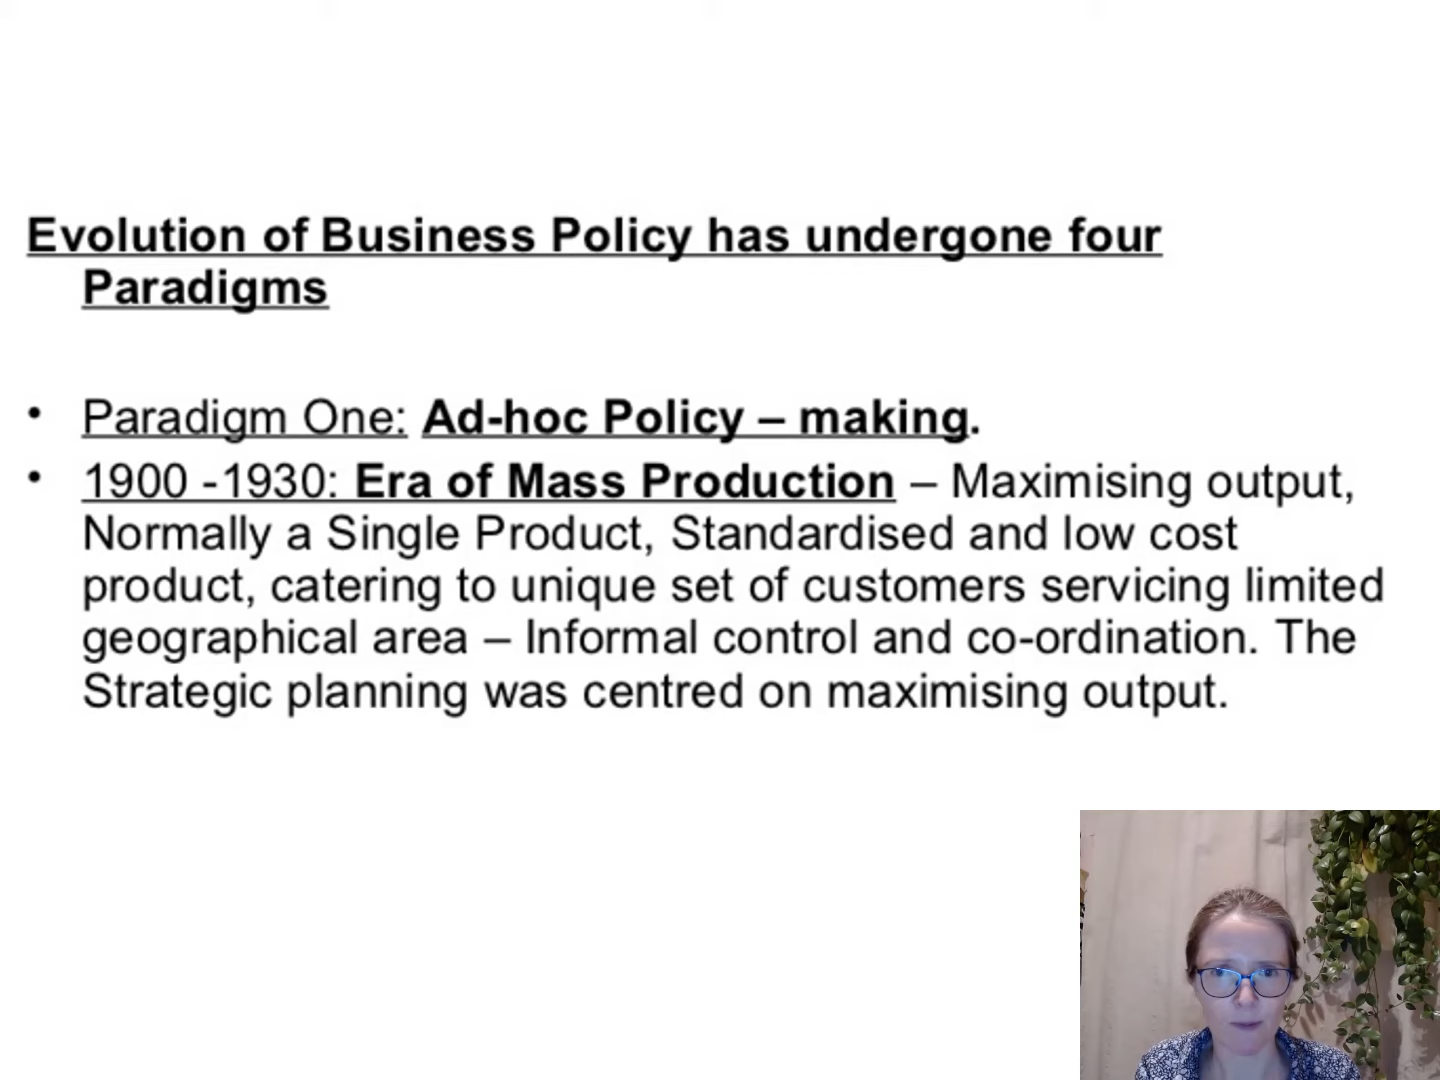 Evolution of Business Policy has undergone four
Paradigms
• Paradigm One: Ad-hoc Policy – making.
• 1900 -1930: Era of Mass Production – Maximising output,
Normally a Single Product, Standardised and low cost
product, catering to unique set of customers servicing limited
geographical area – Informal control and co-ordination. The
Strategic planning was centred on maximising output.